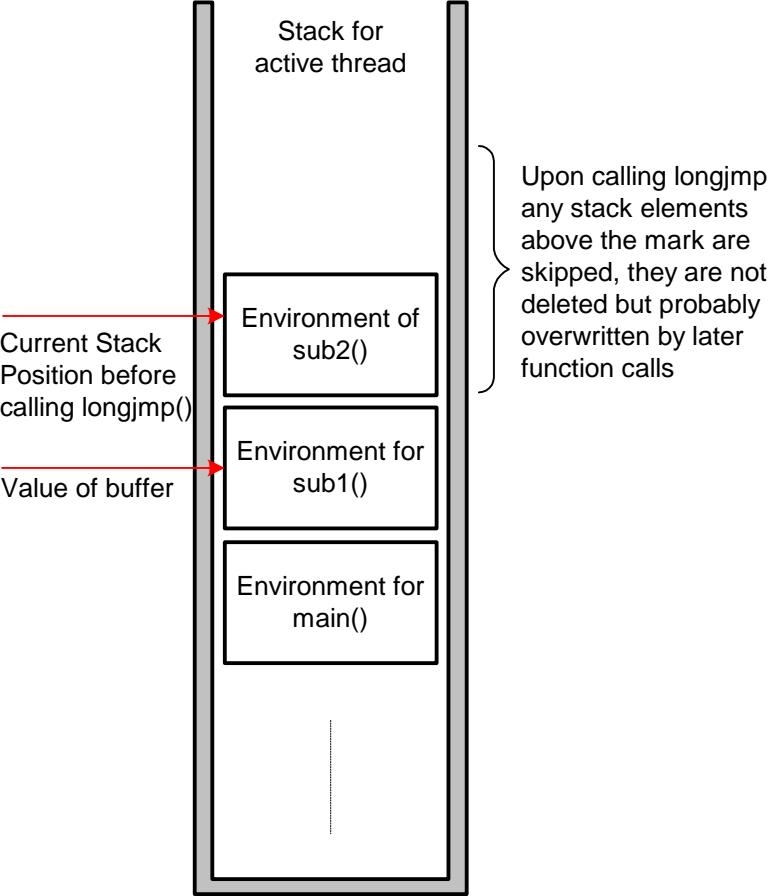 Stack for
active thread
Upon calling longjmp
any stack elements
above the mark are
skipped, they are not
deleted but probably
overwritten by later
function calls
Environment of
sub2()
Current Stack
Position before
calling longjmp()
Environment for
sub1()
Value of buffer
Environment for
main()